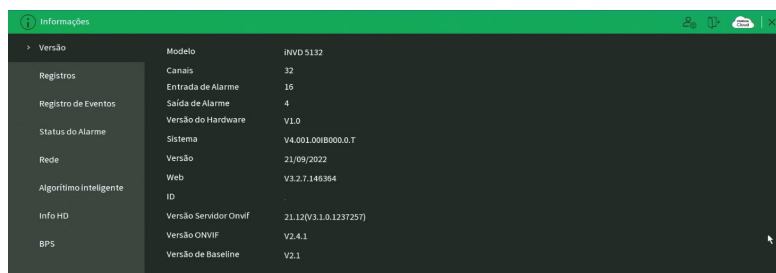 Informações
Versão
Registros
Registro de Eventos
Status do Alarme
Rede
Algorítimo inteligente
Info HD
BPS
Modelo iNVD 5132
Canais 32
Entrada de Alarme 16
Saída de Alarme 4
Versão do Hardware V1.0
Sistema V4.001.00IB000.0.T
Versão 21/09/2022
Web V3.2.7.146364
ID
Versão Servidor Onvif 21.12(V3.1.0.1237257)
Versão ONVIF V2.4.1
Versão de Baseline V2.1